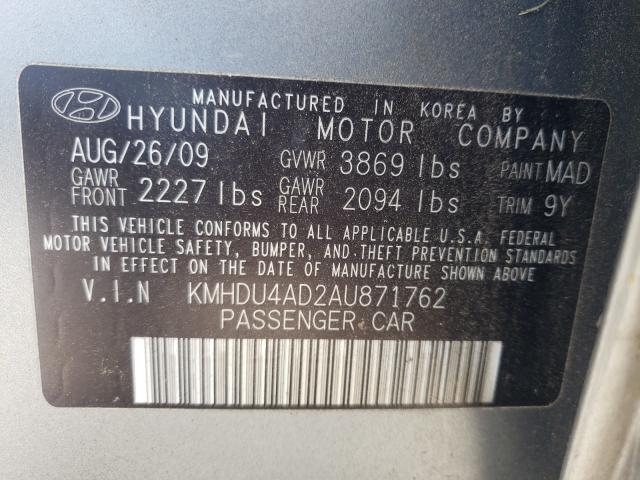 MANUFACTURED IN KOREA BY
HYUNDAI MOTOR COMPANY
AUG/26/09 GVWR 3869 lbs PAINT MAD
GAWR FRONT 2227 lbs GAWR REAR 2094 lbs TRIM 9Y
THIS VEHICLE CONFORMS TO ALL APPLICABLE U.S.A. FEDERAL
MOTOR VEHICLE SAFETY, BUMPER, AND THEFT PREVENTION STANDARDS
IN EFFECT ON THE DATE OF MANUFACTURE SHOWN ABOVE.
V.I.N KMHDU4AD2AU871762
PASSENGER CAR